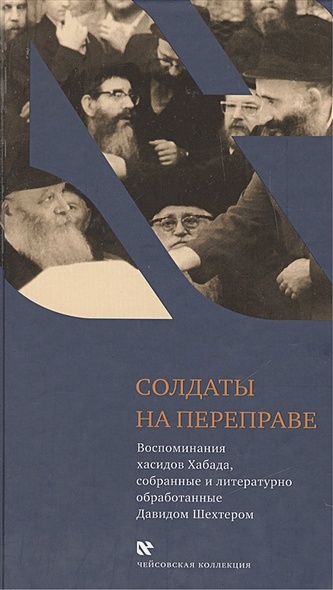 СОЛДАТЫ
НА ПЕРЕПРАВЕ
Воспоминания
хасидов Хабада,
собранные и литературно
обработанные
Давидом Шехтером
ЧЕЙСОВСКАЯ КОЛЛЕКЦИЯ